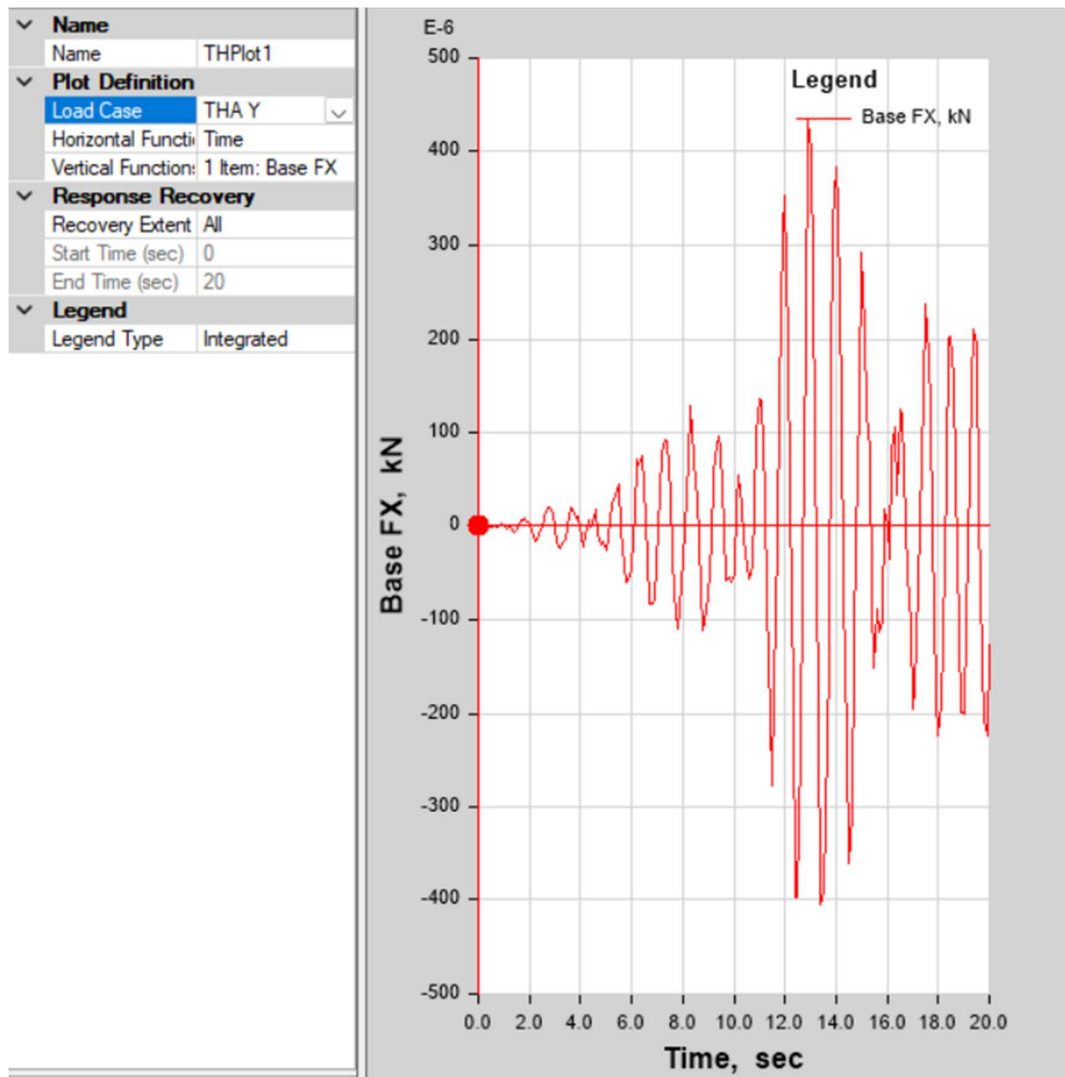 Name
Name THPlot1
Plot Definition
Load Case THA Y
Horizontal Functi Time
Vertical Function: 1 Item: Base FX
Response Recovery
Recovery Extent All
Start Time (sec) 0
End Time (sec) 20
Legend
Legend Type Integrated
E-6
500
400
300
200
100
0
-100
-200
-300
-400
-500
Base FX, kN
Legend
Base FX, kN
0.0 2.0 4.0 6.0 8.0 10.0 12.0 14.0 16.0 18.0 20.0
Time, sec